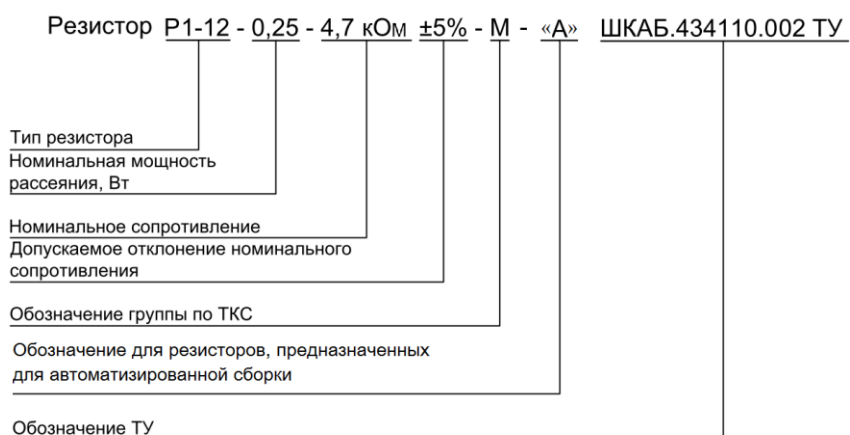 Резистор Р1-12 - 0,25 - 4,7 кОм ±5% - М - «А» ШКАБ.434110.002 ТУ
Тип резистора
Номинальная мощность
рассеяния, Вт
Номинальное сопротивление
Допускаемое отклонение номинального
сопротивления
Обозначение группы по ТКС
Обозначение для резисторов, предназначенных
для автоматизированной сборки
Обозначение ТУ